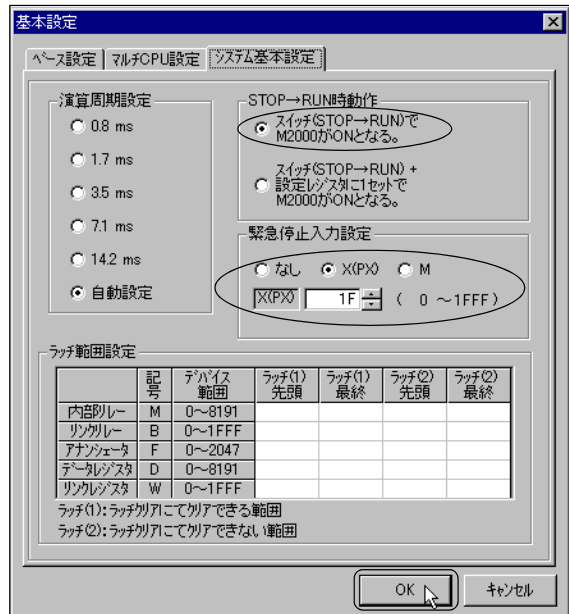 基本設定
ベース設定 マルチCPU設定 システム基本設定
演算周期設定
0.8 ms
1.7 ms
3.5 ms
7.1 ms
14.2 ms
自動設定
STOP→RUN時動作
スイッチ(STOP→RUN)で
M2000がONとなる。
スイッチ(STOP→RUN) +
設定レジスタに1セットで
M2000がONとなる。
緊急停止入力設定
なし X(PX) M
X(PX) 1F ( 0 ～1FFF )
ラッチ範囲設定
記号 デバイス範囲 ラッチ(1)先頭 ラッチ(1)最終 ラッチ(2)先頭 ラッチ(2)最終
内部リレー M 0～8191
リンクリレー B 0～1FFF
アナンシェータ F 0～2047
データレジスタ D 0～8191
リンクレジスタ W 0～1FFF
ラッチ(1):ラッチクリアにてクリアできる範囲
ラッチ(2):ラッチクリアにてクリアできない範囲
OK キャンセル